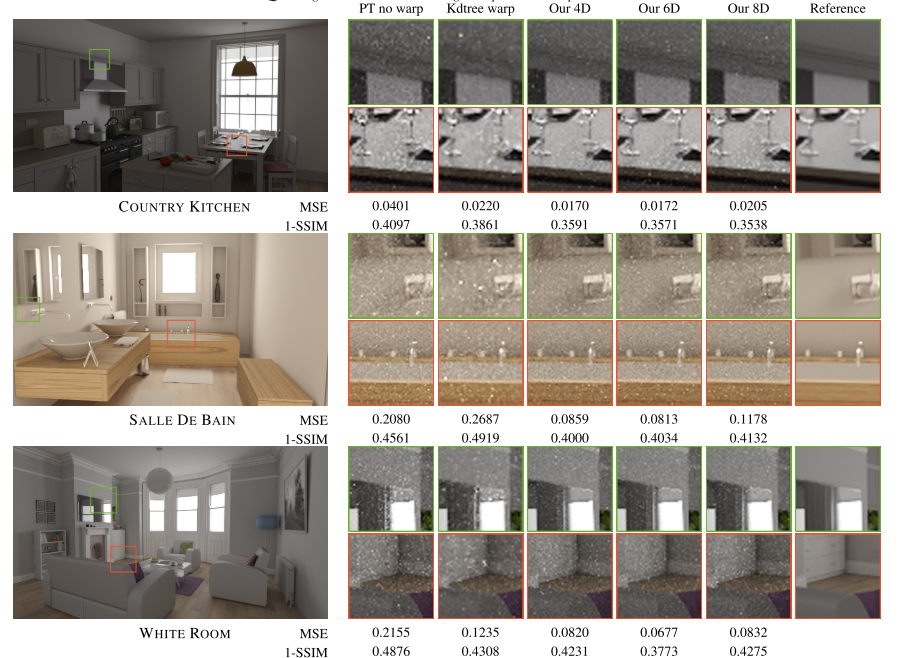 PT no warp Kdtree warp Our 4D Our 6D Our 8D Reference
COUNTRY KITCHEN MSE 0.0401 0.0220 0.0170 0.0172 0.0205
1-SSIM 0.4097 0.3861 0.3591 0.3571 0.3538
SALLE DE BAIN MSE 0.2080 0.2687 0.0859 0.0813 0.1178
1-SSIM 0.4561 0.4919 0.4000 0.4034 0.4132
WHITE ROOM MSE 0.2155 0.1235 0.0820 0.0677 0.0832
1-SSIM 0.4876 0.4308 0.4231 0.3773 0.4275